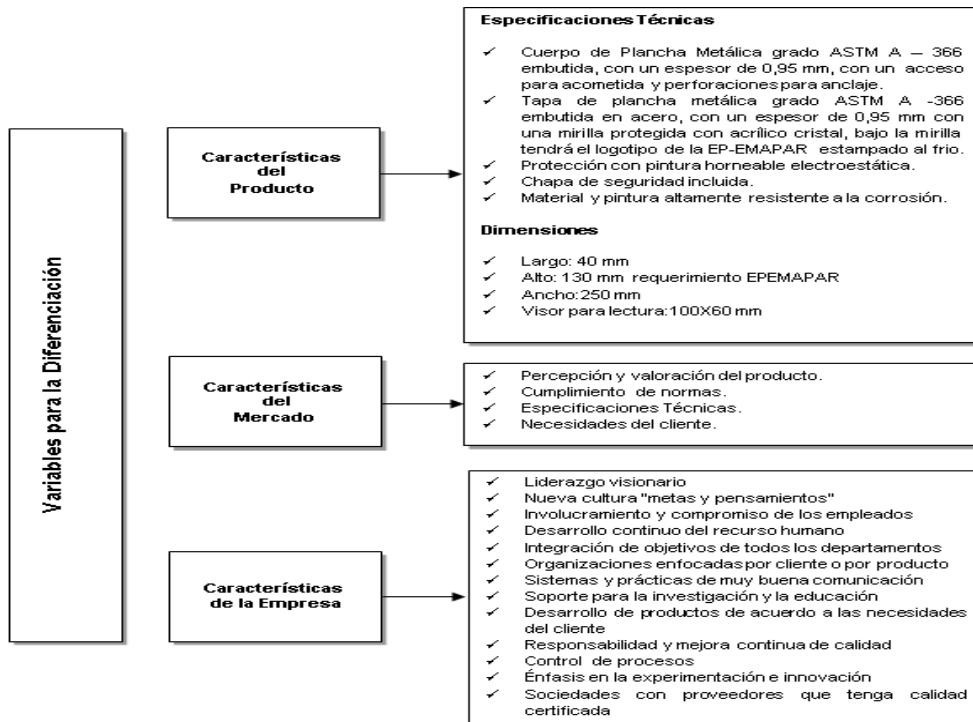 Variables para la Diferenciación
Características
del
Producto
Especificaciones Técnicas
✓ Cuerpo de Plancha Metálica grado ASTM A – 366
embutida, con un espesor de 0,95 mm, con un acceso
para acometida y perforaciones para anclaje.
✓ Tapa de plancha metálica grado ASTM A -366
embutida en acero, con un espesor de 0,95 mm con
una mirilla protegida con acrílico cristal, bajo la mirilla
tendrá el logotipo de la EP-EMAPAR estampado al frio.
✓ Protección con pintura horneable electroestática.
✓ Chapa de seguridad incluida.
✓ Material y pintura altamente resistente a la corrosión.
Dimensiones
✓ Largo: 40 mm
✓ Alto: 130 mm requerimiento EPEMAPAR
✓ Ancho:250 mm
✓ Visor para lectura:100X60 mm
Características
del
Mercado
✓ Percepción y valoración del producto.
✓ Cumplimiento de normas.
✓ Especificaciones Técnicas.
✓ Necesidades del cliente.
Características
de la Empresa
✓ Liderazgo visionario
✓ Nueva cultura "metas y pensamientos"
✓ Involucramiento y compromiso de los empleados
✓ Desarrollo continuo del recurso humano
✓ Integración de objetivos de todos los departamentos
✓ Organizaciones enfocadas por cliente o por producto
✓ Sistemas y prácticas de muy buena comunicación
✓ Soporte para la investigación y la educación
✓ Desarrollo de productos de acuerdo a las necesidades
del cliente
✓ Responsabilidad y mejora continua de calidad
✓ Control de procesos
✓ Énfasis en la experimentación e innovación
✓ Sociedades con proveedores que tenga calidad
certificada